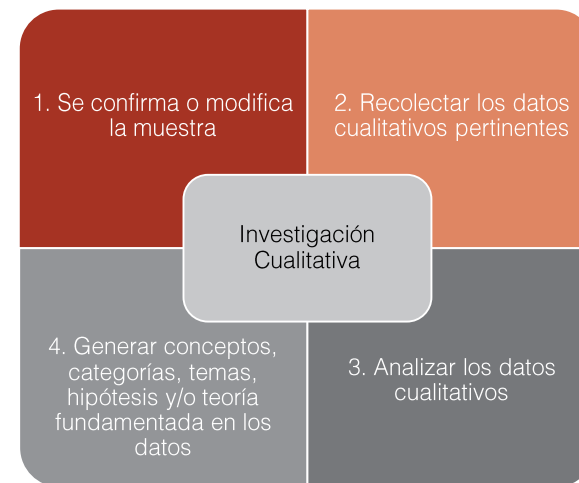 1. Se confirma o modifica
la muestra
2. Recolectar los datos
cualitativos pertinentes
Investigación
Cualitativa
4. Generar conceptos,
categorías, temas,
hipótesis y/o teoría
fundamentada en los
datos
3. Analizar los datos
cualitativos